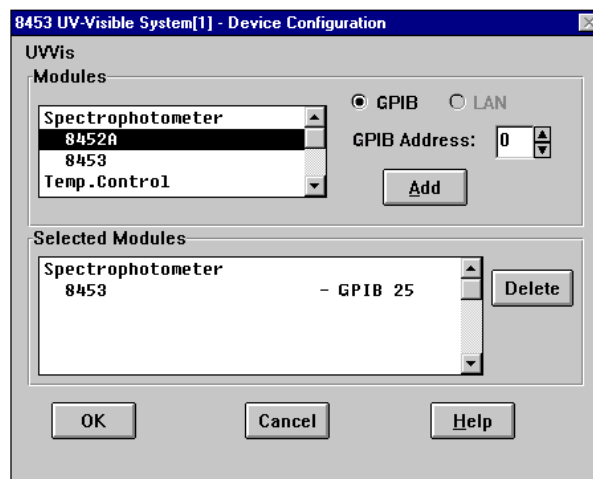 8453 UV-Visible System[1] - Device Configuration
UVVis
Modules
Spectrophotometer
8452A
8453
Temp.Control
GPIB LAN
GPIB Address: 0
Add
Selected Modules
Spectrophotometer
8453 - GPIB 25
Delete
OK Cancel Help